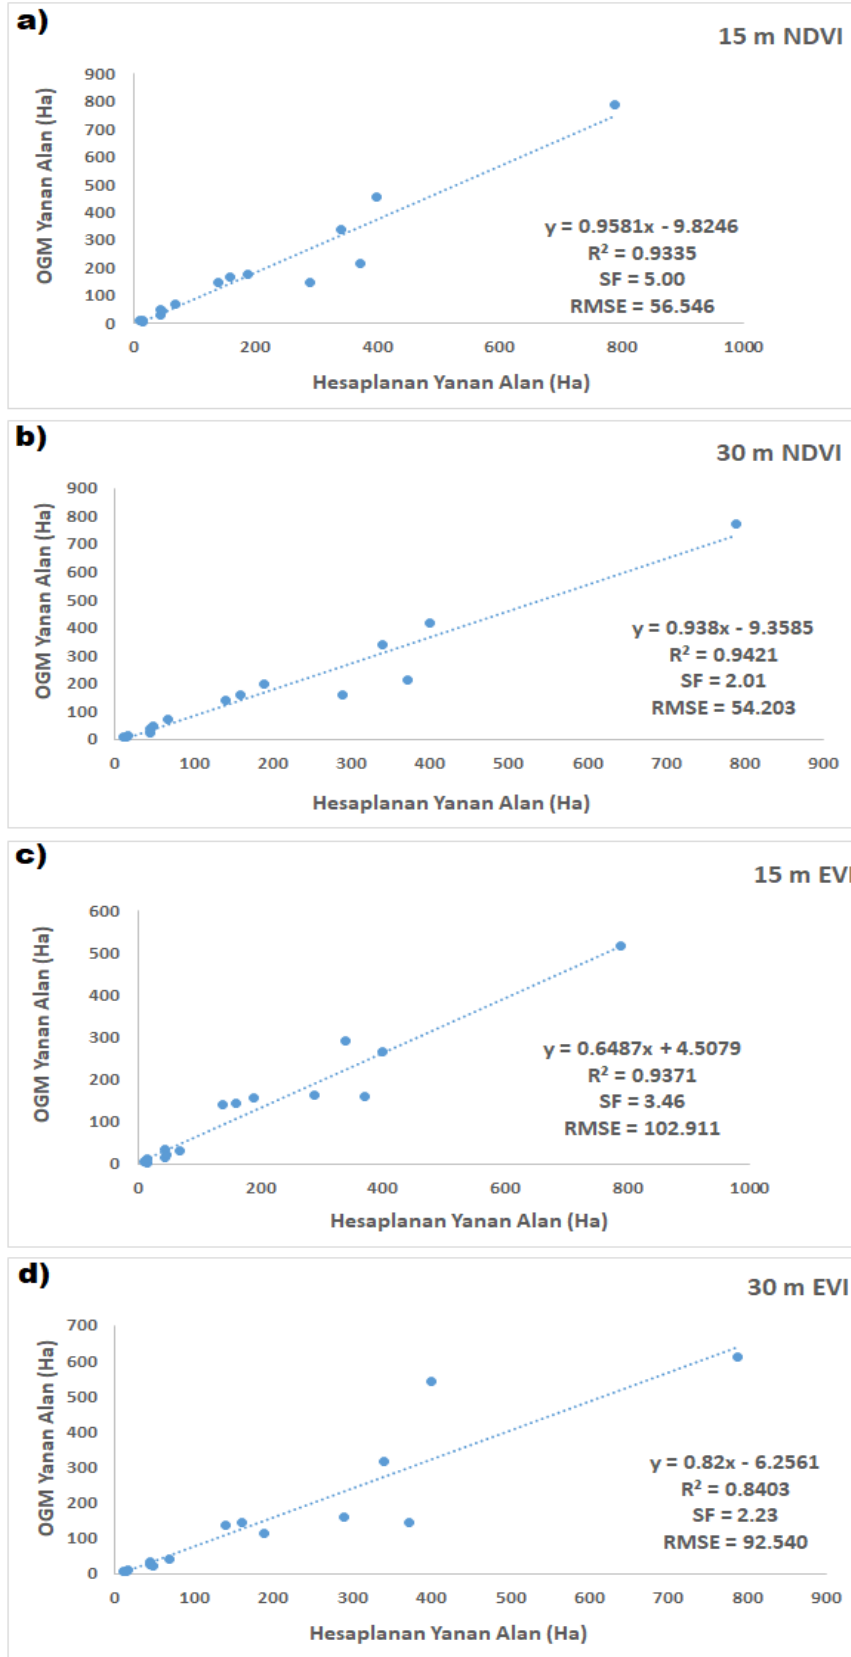 a)
15 m NDVI
OGM Yanan Alan (Ha)
900
800
700
600
500
400
300
200
100
0
y = 0.9581x - 9.8246
R² = 0.9335
SF = 5.00
RMSE = 56.546
0 200 400 600 800 1000
Hesaplanan Yanan Alan (Ha)
b)
30 m NDVI
OGM Yanan Alan (Ha)
900
800
700
600
500
400
300
200
100
0
y = 0.938x - 9.3585
R² = 0.9421
SF = 2.01
RMSE = 54.203
0 100 200 300 400 500 600 700 800 900
Hesaplanan Yanan Alan (Ha)
c)
15 m EVI
OGM Yanan Alan (Ha)
600
500
400
300
200
100
0
y = 0.6487x + 4.5079
R² = 0.9371
SF = 3.46
RMSE = 102.911
0 200 400 600 800 1000
Hesaplanan Yanan Alan (Ha)
d)
30 m EVI
OGM Yanan Alan (Ha)
700
600
500
400
300
200
100
0
y = 0.82x - 6.2561
R² = 0.8403
SF = 2.23
RMSE = 92.540
0 100 200 300 400 500 600 700 800 900
Hesaplanan Yanan Alan (Ha)